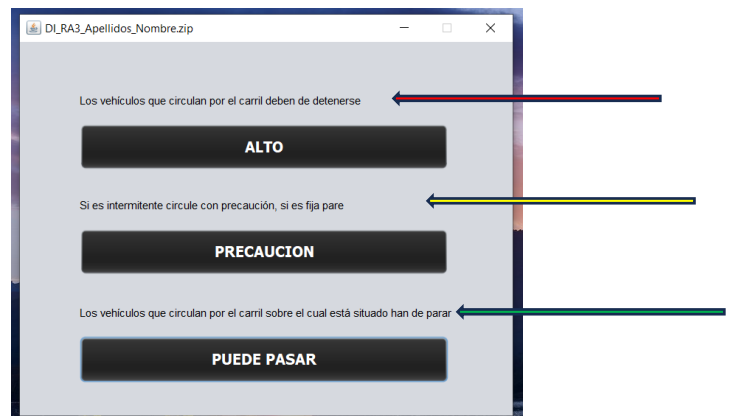 DI_RA3_Apellidos_Nombre.zip
Los vehículos que circulan por el carril deben de detenerse
ALTO
Si es intermitente circule con precaución, si es fija pare
PRECAUCION
Los vehículos que circulan por el carril sobre el cual está situado han de parar
PUEDE PASAR